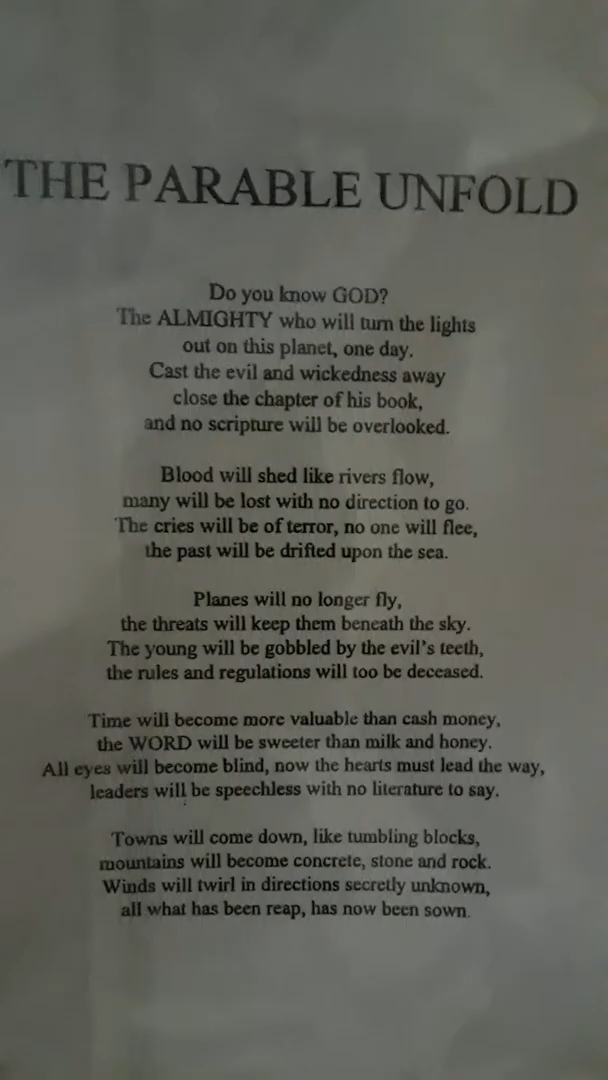 THE PARABLE UNFOLD
Do you know GOD?
The ALMIGHTY who will turn the lights
out on this planet, one day.
Cast the evil and wickedness away
close the chapter of his book,
and no scripture will be overlooked.
Blood will shed like rivers flow,
many will be lost with no direction to go.
The cries will be of terror, no one will flee,
the past will be drifted upon the sea.
Planes will no longer fly,
the threats will keep them beneath the sky.
The young will be gobbled by the evil's teeth,
the rules and regulations will too be deceased.
Time will become more valuable than cash money,
the WORD will be sweeter than milk and honey.
All eyes will become blind, now the hearts must lead the way,
leaders will be speechless with no literature to say.
Towns will come down, like tumbling blocks,
mountains will become concrete, stone and rock.
Winds will twirl in directions secretly unknown,
all what has been reap, has now been sown.